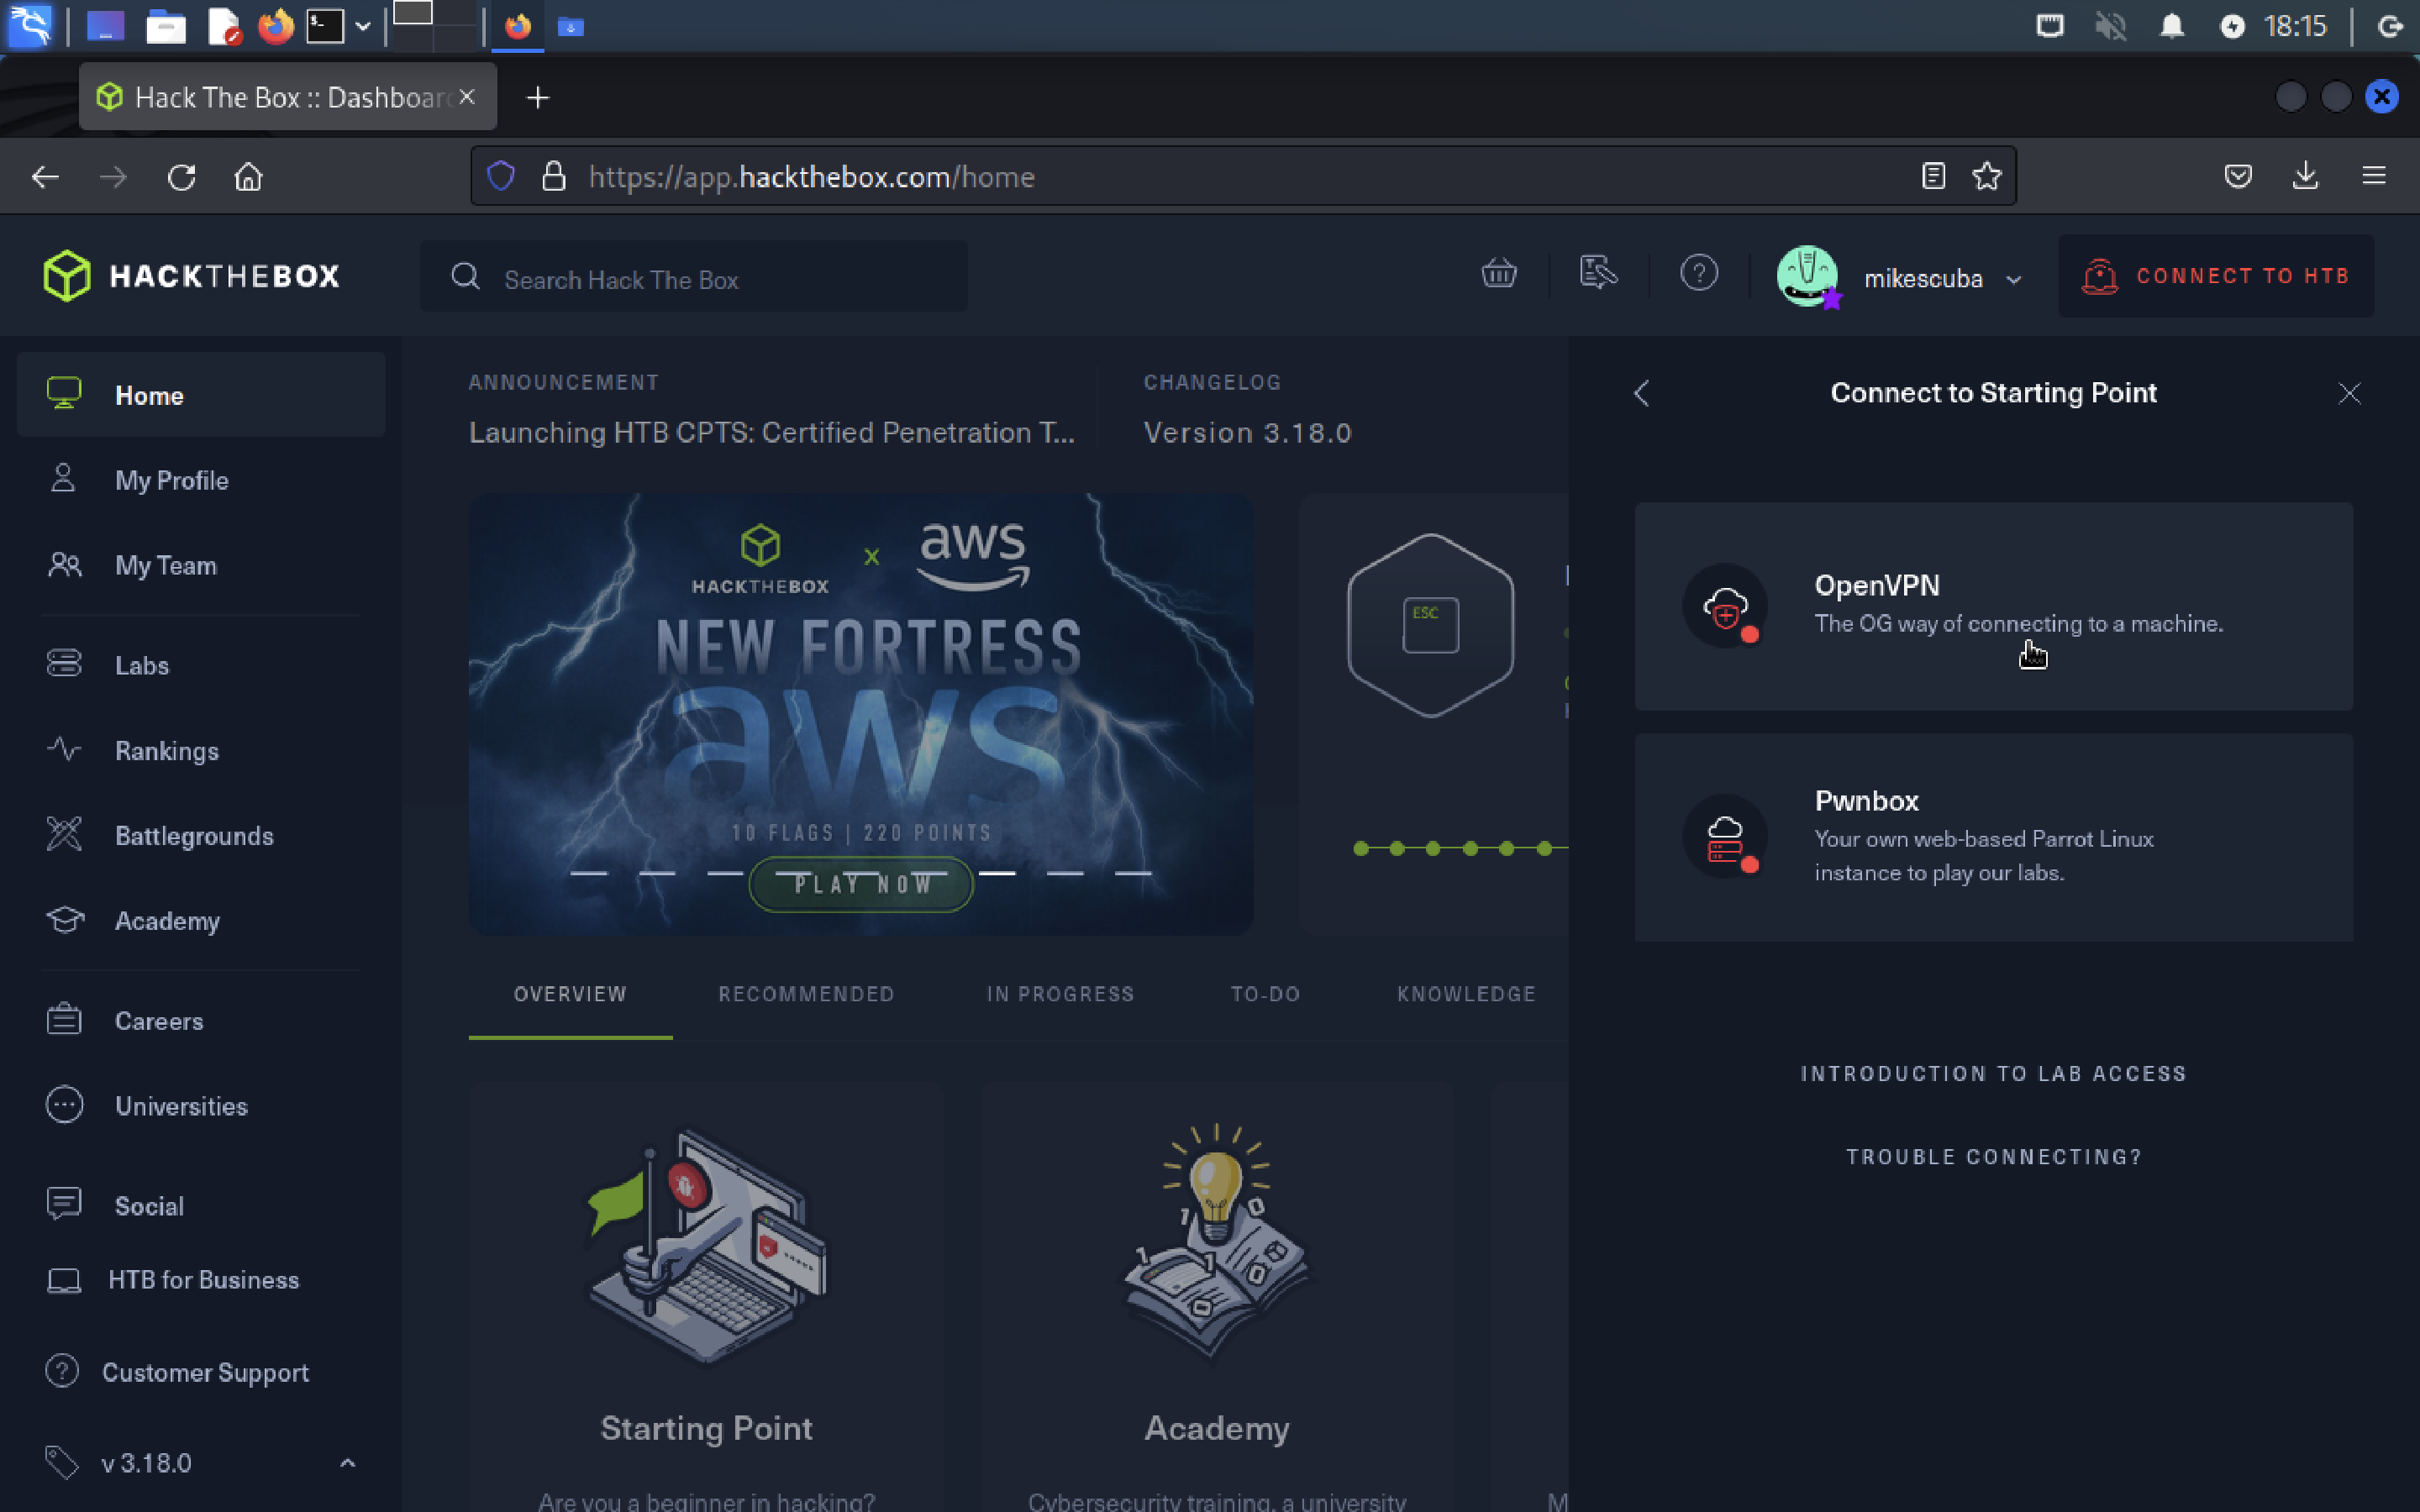 18:15
Hack The Box :: Dashboard
https://app.hackthebox.com/home
HACKTHEBOX
Search Hack The Box
mikescuba
CONNECT TO HTB
Home
My Profile
My Team
Labs
Rankings
Battlegrounds
Academy
Careers
Universities
Social
HTB for Business
Customer Support
v 3.18.0
ANNOUNCEMENT
Launching HTB CPTS: Certified Penetration T...
CHANGELOG
Version 3.18.0
HACKTHEBOX x aws
NEW FORTRESS
aws
10 FLAGS | 220 POINTS
PLAY NOW
ESC
OVERVIEW
RECOMMENDED
IN PROGRESS
TO-DO
KNOWLEDGE
Starting Point
Are you a beginner in hacking?
Academy
Cybersecurity training, a university
M
Connect to Starting Point
OpenVPN
The OG way of connecting to a machine.
Pwnbox
Your own web-based Parrot Linux
instance to play our labs.
INTRODUCTION TO LAB ACCESS
TROUBLE CONNECTING?